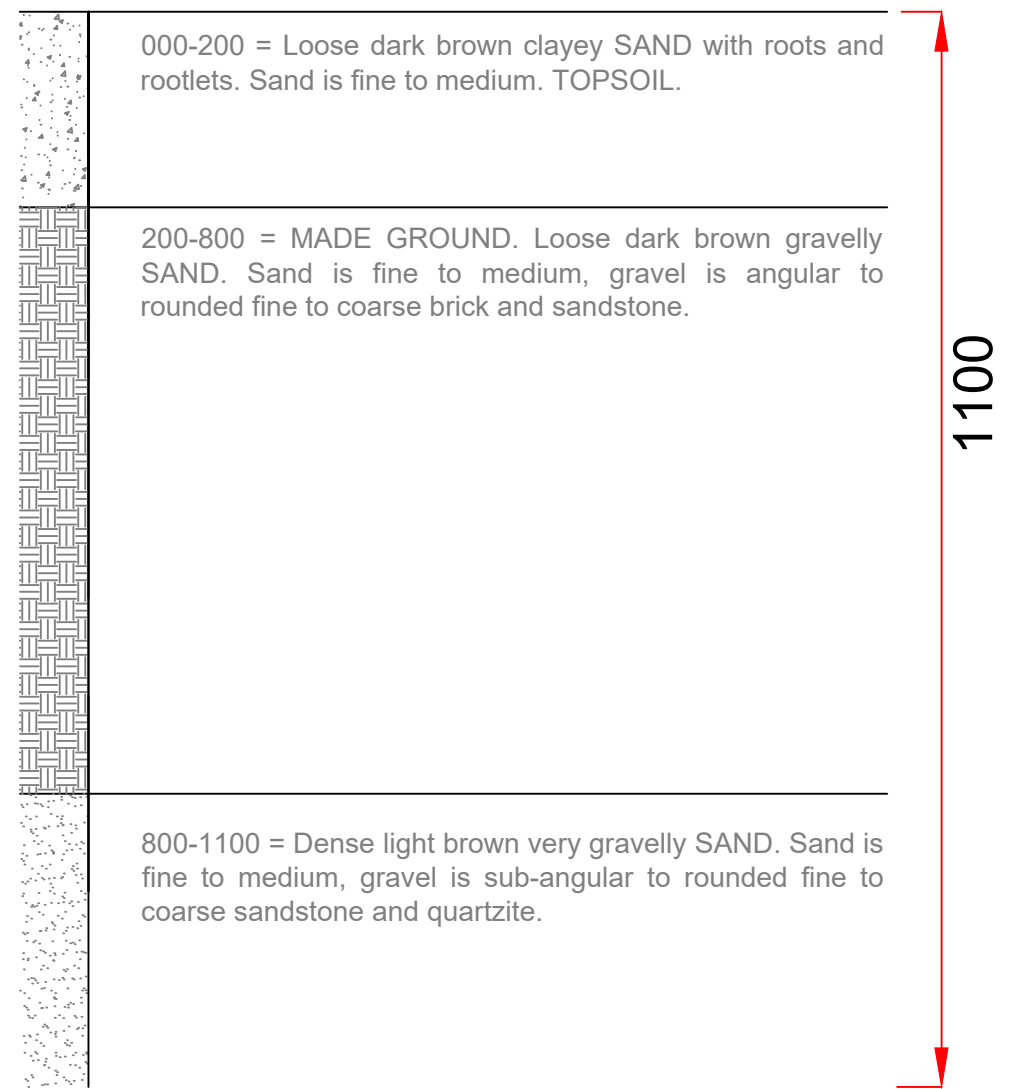 000-200 = Loose dark brown clayey SAND with roots and
rootlets. Sand is fine to medium. TOPSOIL.
200-800 = MADE GROUND. Loose dark brown gravelly
SAND. Sand is fine to medium, gravel is angular to
rounded fine to coarse brick and sandstone.
1100
800-1100 = Dense light brown very gravelly SAND. Sand is
fine to medium, gravel is sub-angular to rounded fine to
coarse sandstone and quartzite.